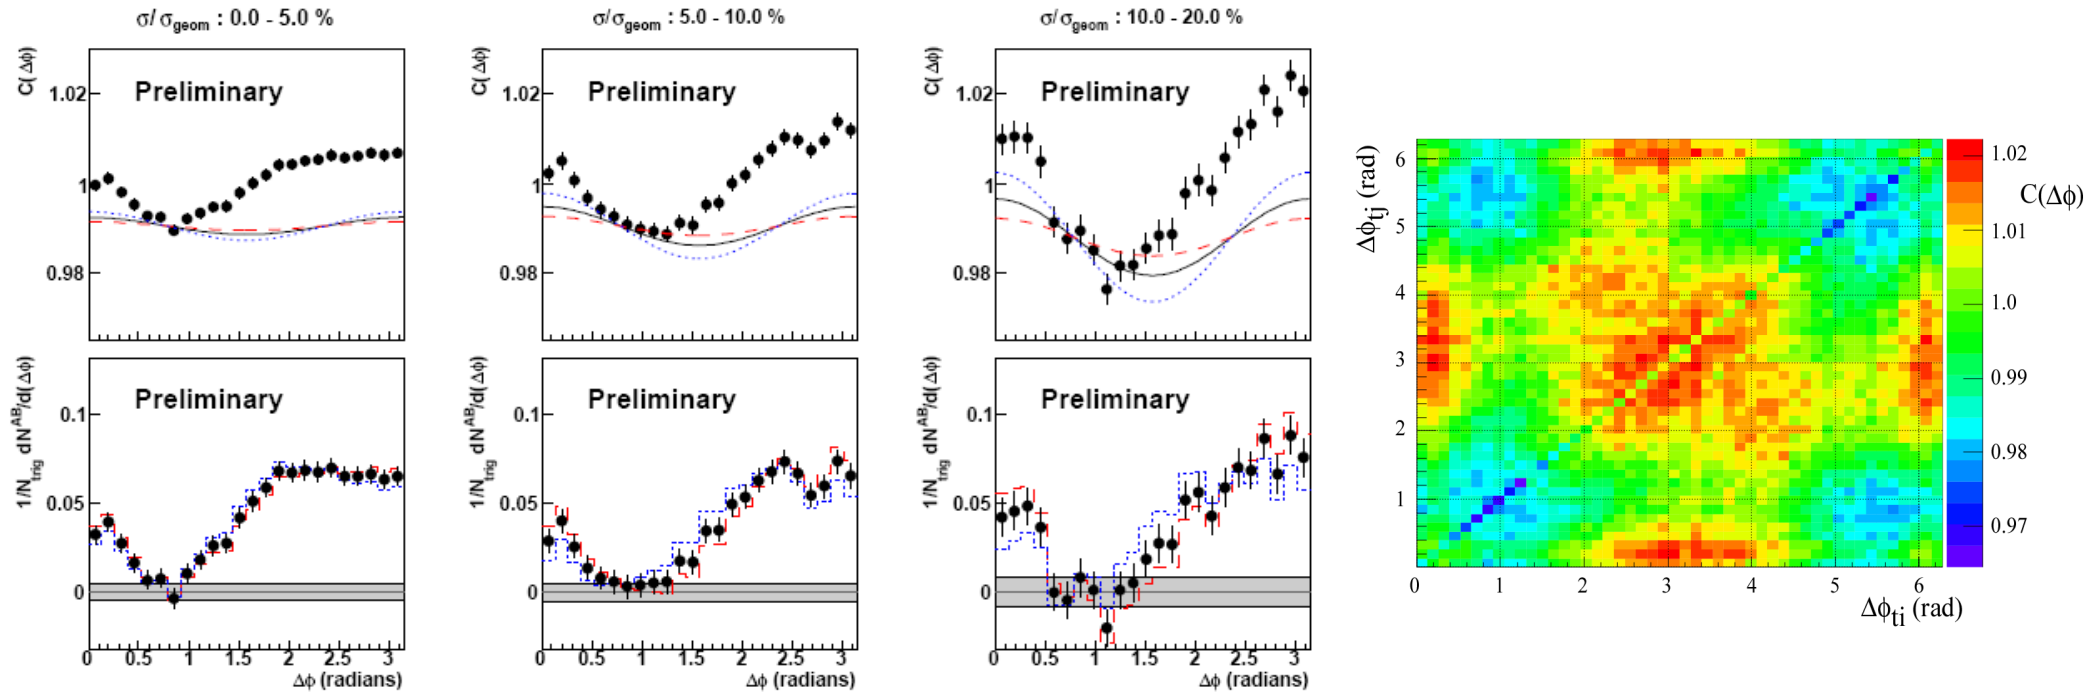 σ/σgeom : 0.0 - 5.0 %
C(Δϕ)
1.02
1
0.98
Preliminary
1/Ntrig dNAB/d(Δϕ)
0.1
0.05
0
Preliminary
0 0.5 1 1.5 2 2.5 3
Δϕ (radians)
σ/σgeom : 5.0 - 10.0 %
C(Δϕ)
1.02
1
0.98
Preliminary
1/Ntrig dNAB/d(Δϕ)
0.1
0.05
0
Preliminary
0 0.5 1 1.5 2 2.5 3
Δϕ (radians)
σ/σgeom : 10.0 - 20.0 %
C(Δϕ)
1.02
1
0.98
Preliminary
1/Ntrig dNAB/d(Δϕ)
0.1
0.05
0
Preliminary
0 0.5 1 1.5 2 2.5 3
Δϕ (radians)
Δϕtj (rad)
6
5
4
3
2
1
0 1 2 3 4 5 6
Δϕti (rad)
1.02
C(Δϕ)
1.01
1.0
0.99
0.98
0.97